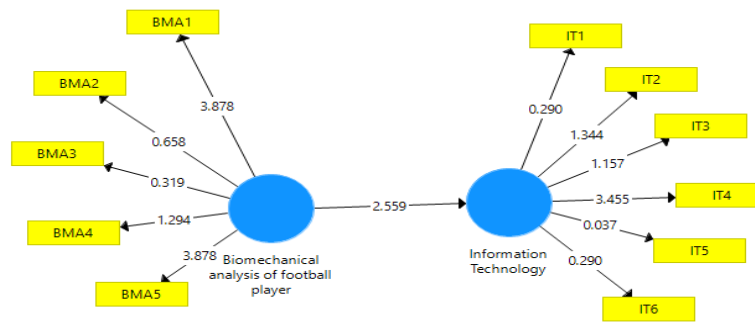 BMA1
IT1
IT2
BMA2
3.878
0.290
0.658
1.344
IT3
BMA3
1.157
0.319
3.455
IT4
BMA4
1.294
2.559
0.037
3.878
IT5
Biomechanical
analysis of football
player
Information
Technology
0.290
BMA5
IT6